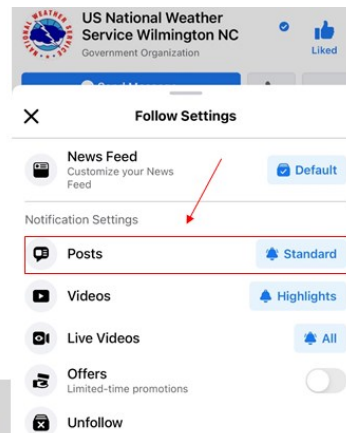 US National Weather
Service Wilmington NC
Government Organization
Liked
Follow Settings
News Feed
Customize your News
Feed
Default
Notification Settings
Posts
Standard
Videos
Highlights
Live Videos
All
Offers
Limited-time promotions
Unfollow